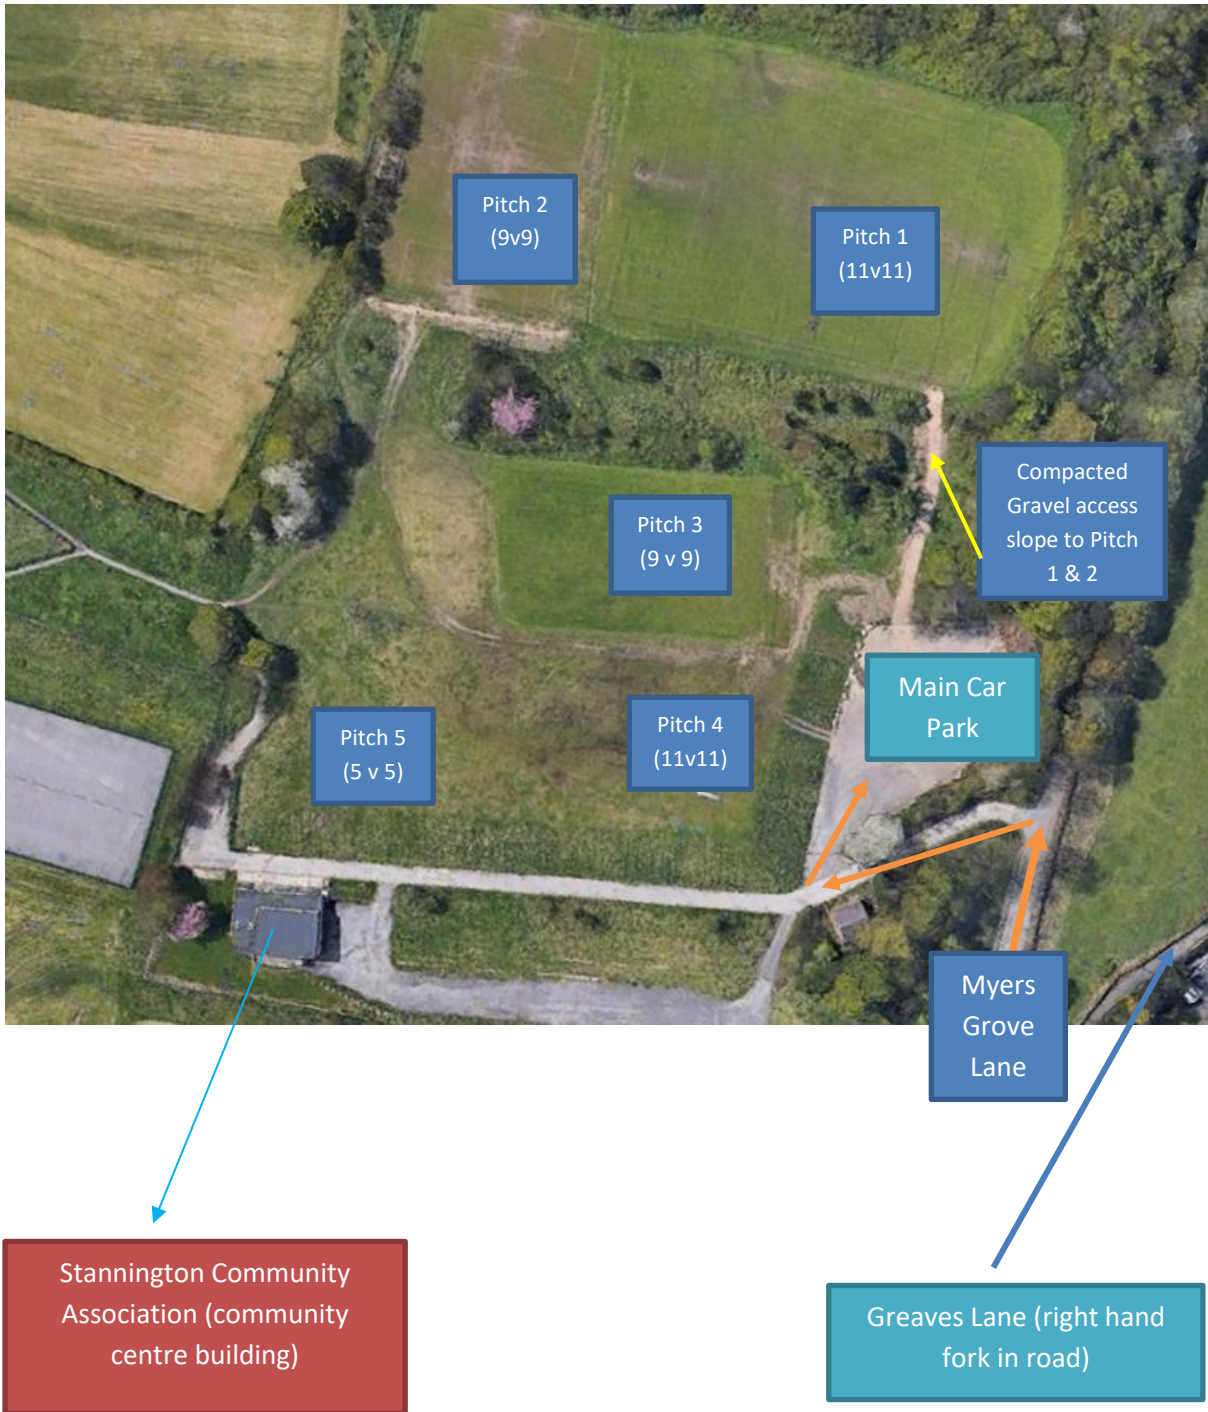 Pitch 2
(9v9)
Pitch 1
(11v11)
Compacted
Gravel access
slope to Pitch
1 & 2
Pitch 3
(9 v 9)
Main Car
Park
Pitch 5
(5 v 5)
Pitch 4
(11v11)
Myers
Grove
Lane
Stannington Community
Association (community
centre building)
Greaves Lane (right hand
fork in road)